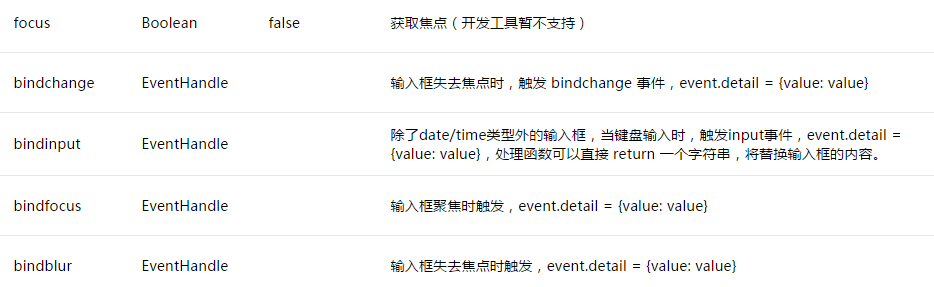 focus Boolean false 获取焦点（开发工具暂不支持）
bindchange EventHandle 输入框失去焦点时，触发 bindchange 事件，event.detail = {value: value}
bindinput EventHandle 除了date/time类型外的输入框，当键盘输入时，触发input事件，event.detail =
{value: value}，处理函数可以直接 return 一个字符串，将替换输入框的内容。
bindfocus EventHandle 输入框聚焦时触发，event.detail = {value: value}
bindblur EventHandle 输入框失去焦点时触发，event.detail = {value: value}